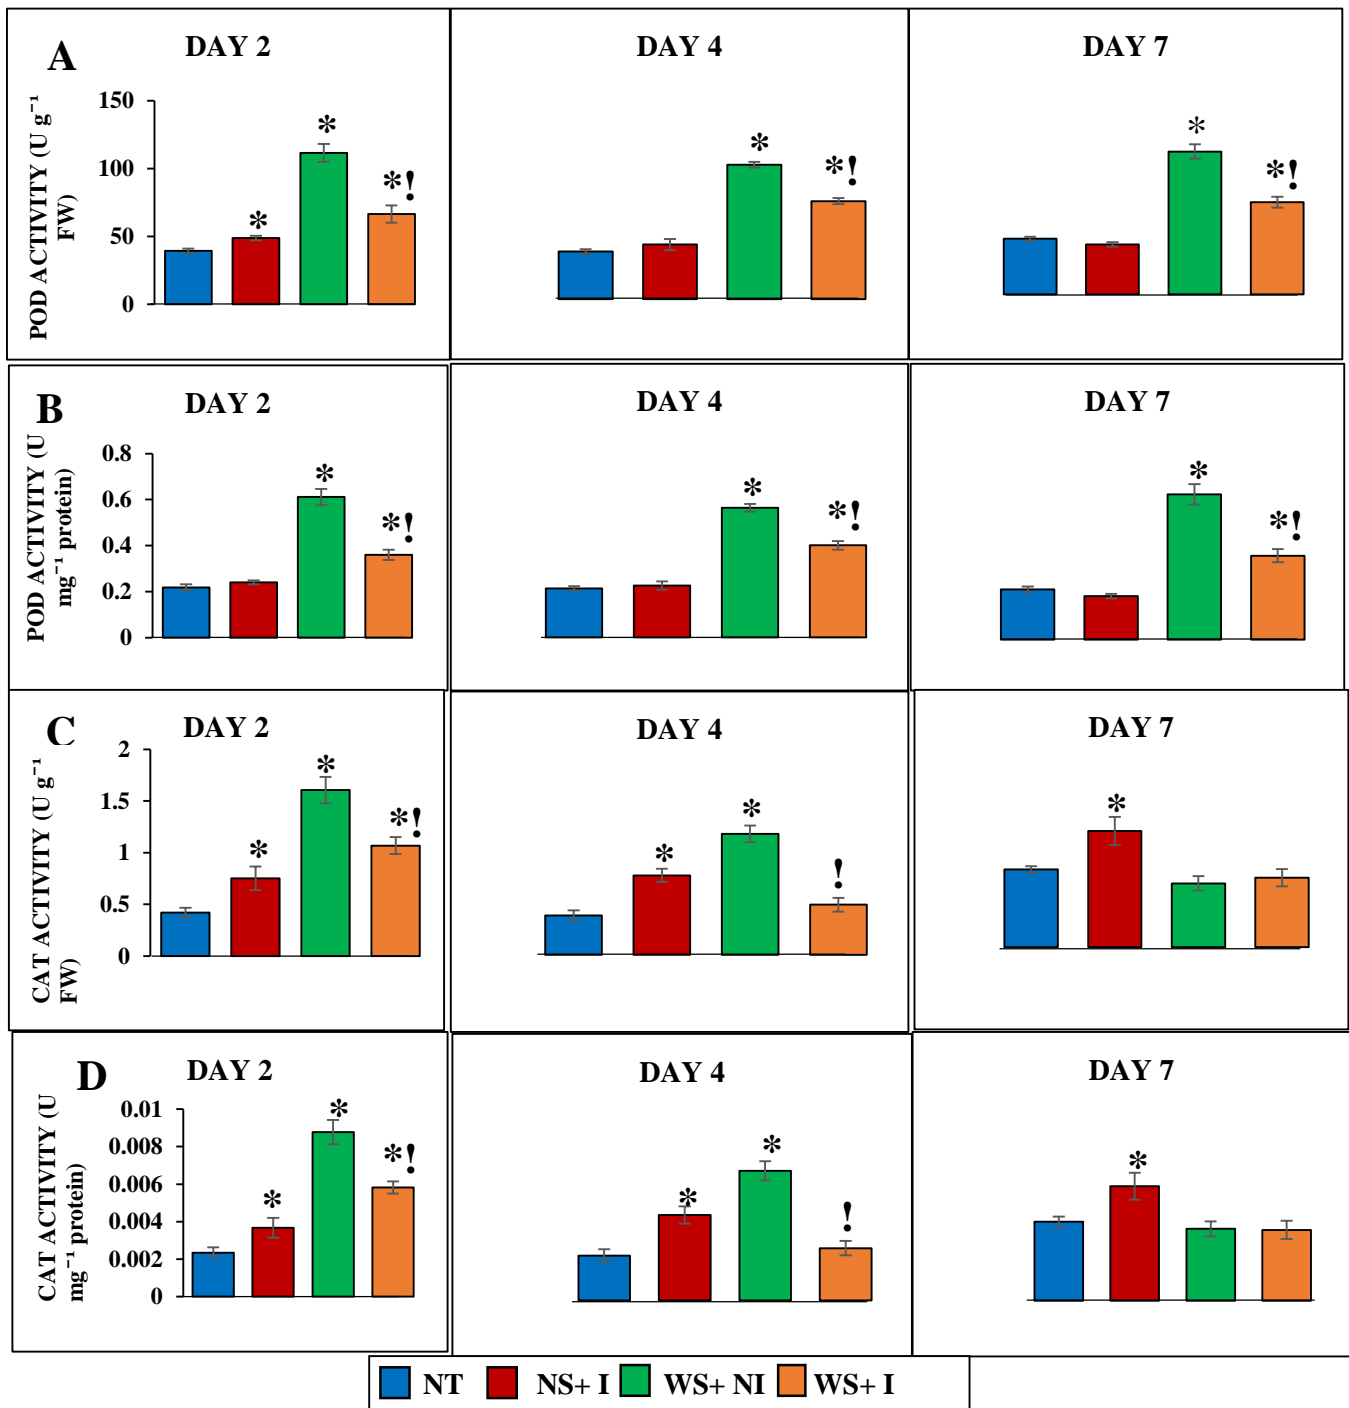 A
DAY 2
DAY 4
DAY 7
POD ACTIVITY (U g⁻¹
FW)
150
100
50
0
*
*
*!
*
*!
*
*!
B
DAY 2
DAY 4
DAY 7
POD ACTIVITY (U
mg⁻¹ protein)
0.8
0.6
0.4
0.2
0
*
*!
*
*!
*
*!
C
DAY 2
DAY 4
DAY 7
CAT ACTIVITY (U g⁻¹
FW)
2
1.5
1
0.5
0
*
*
*!
*
*
!
*
D
DAY 2
DAY 4
DAY 7
CAT ACTIVITY (U
mg⁻¹ protein)
0.01
0.008
0.006
0.004
0.002
0
*
*
*!
*
*
!
*
NT NS+ I WS+ NI WS+ I